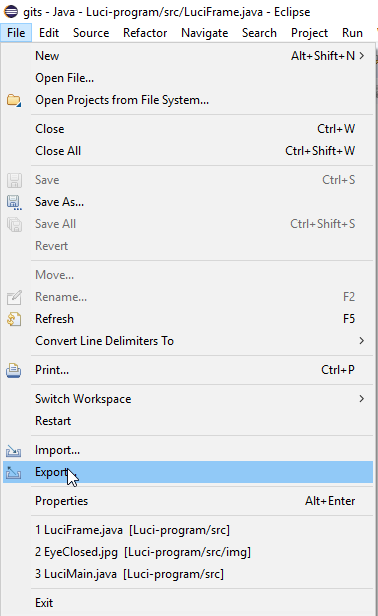 gits - Java - Luci-program/src/LuciFrame.java - Eclipse
File Edit Source Refactor Navigate Search Project Run
New Alt+Shift+N >
Open File...
Open Projects from File System...
Close Ctrl+W
Close All Ctrl+Shift+W
Save Ctrl+S
Save As...
Save All Ctrl+Shift+S
Revert
Move...
Rename... F2
Refresh F5
Convert Line Delimiters To >
Print... Ctrl+P
Switch Workspace >
Restart
Import...
Export...
Properties Alt+Enter
1 LuciFrame.java [Luci-program/src]
2 EyeClosed.jpg [Luci-program/src/img]
3 LuciMain.java [Luci-program/src]
Exit